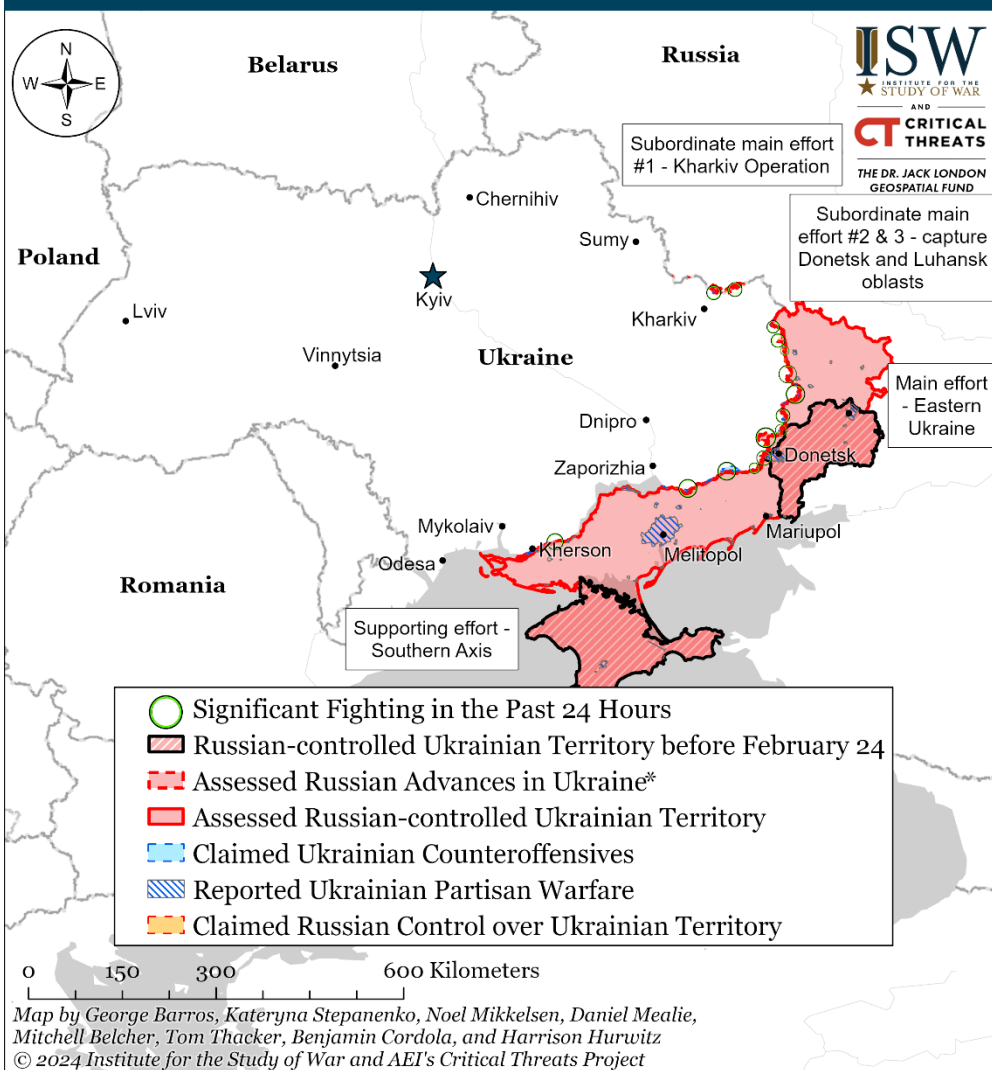 N
W
E
S
Belarus
Russia
ISW
INSTITUTE FOR THE
STUDY OF WAR
AND
CT CRITICAL
THREATS
THE DR. JACK LONDON
GEOSPATIAL FUND
Subordinate main effort
#1 - Kharkiv Operation
Subordinate main
effort #2 & 3 - capture
Donetsk and Luhansk
oblasts
Chernihiv
Sumy
Poland
Kyiv
Lviv
Kharkiv
Vinnytsia
Ukraine
Main effort
- Eastern
Ukraine
Dnipro
Donetsk
Zaporizhia
Mykolaiv
Mariupol
Kherson
Melitopol
Odesa
Romania
Supporting effort -
Southern Axis
Significant Fighting in the Past 24 Hours
Russian-controlled Ukrainian Territory before February 24
Assessed Russian Advances in Ukraine*
Assessed Russian-controlled Ukrainian Territory
Claimed Ukrainian Counteroffensives
Reported Ukrainian Partisan Warfare
Claimed Russian Control over Ukrainian Territory
0 150 300 600 Kilometers
Map by George Barros, Kateryna Stepanenko, Noel Mikkelsen, Daniel Mealie,
Mitchell Belcher, Tom Thacker, Benjamin Cordola, and Harrison Hurwitz
© 2024 Institute for the Study of War and AEI's Critical Threats Project